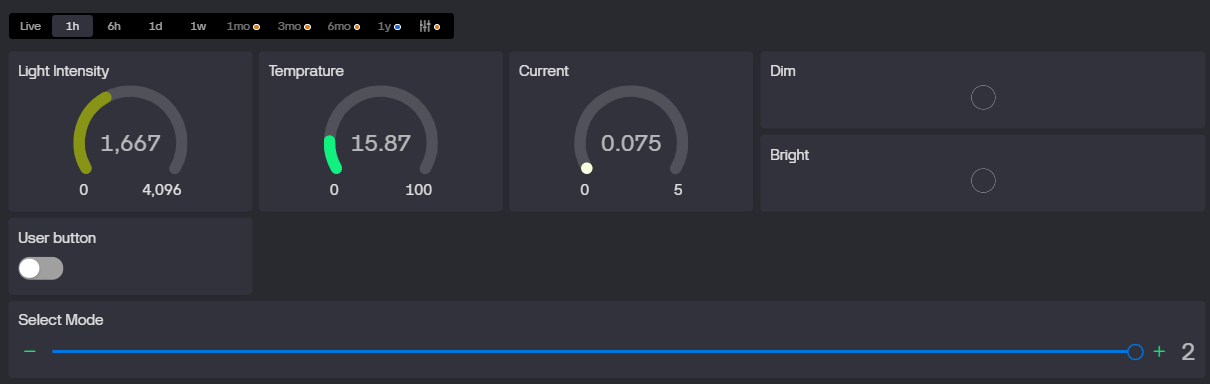 Live 1h 6h 1d 1w 1mo 3mo 6mo 1y
Light Intensity
1,667
0 4,096
Temprature
15.87
0 100
Current
0.075
0 5
Dim
Bright
User button
Select Mode
− + 2